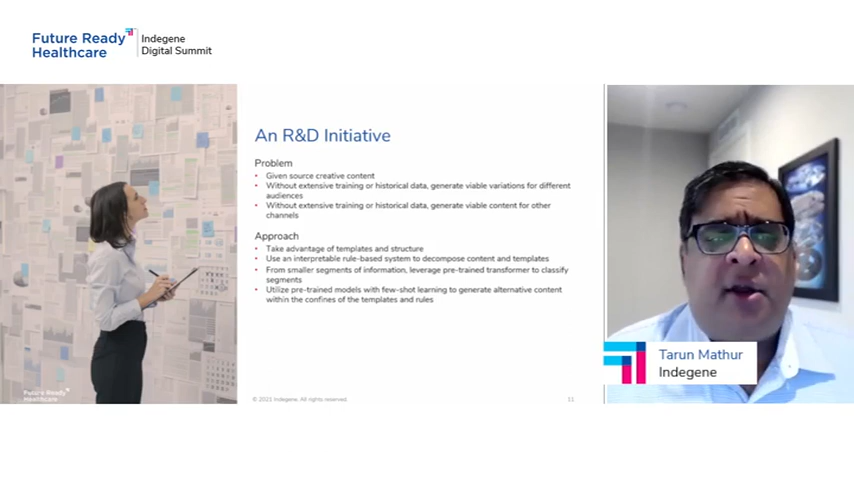 Future Ready
Healthcare
Indegene
Digital Summit
An R&D Initiative
Problem
• Given source creative content
• Without extensive training or historical data, generate viable variations for different
audiences
• Without extensive training or historical data, generate viable content for other
channels
Approach
• Take advantage of templates and structure
• Use an interpretable rule-based system to decompose content and templates
• From smaller segments of information, leverage pre-trained transformer to classify
segments
• Utilize pre-trained models with few-shot learning to generate alternative content
within the confines of the templates and rules
Future Ready
Healthcare
© 2021 Indegene. All rights reserved
11
Tarun Mathur
Indegene